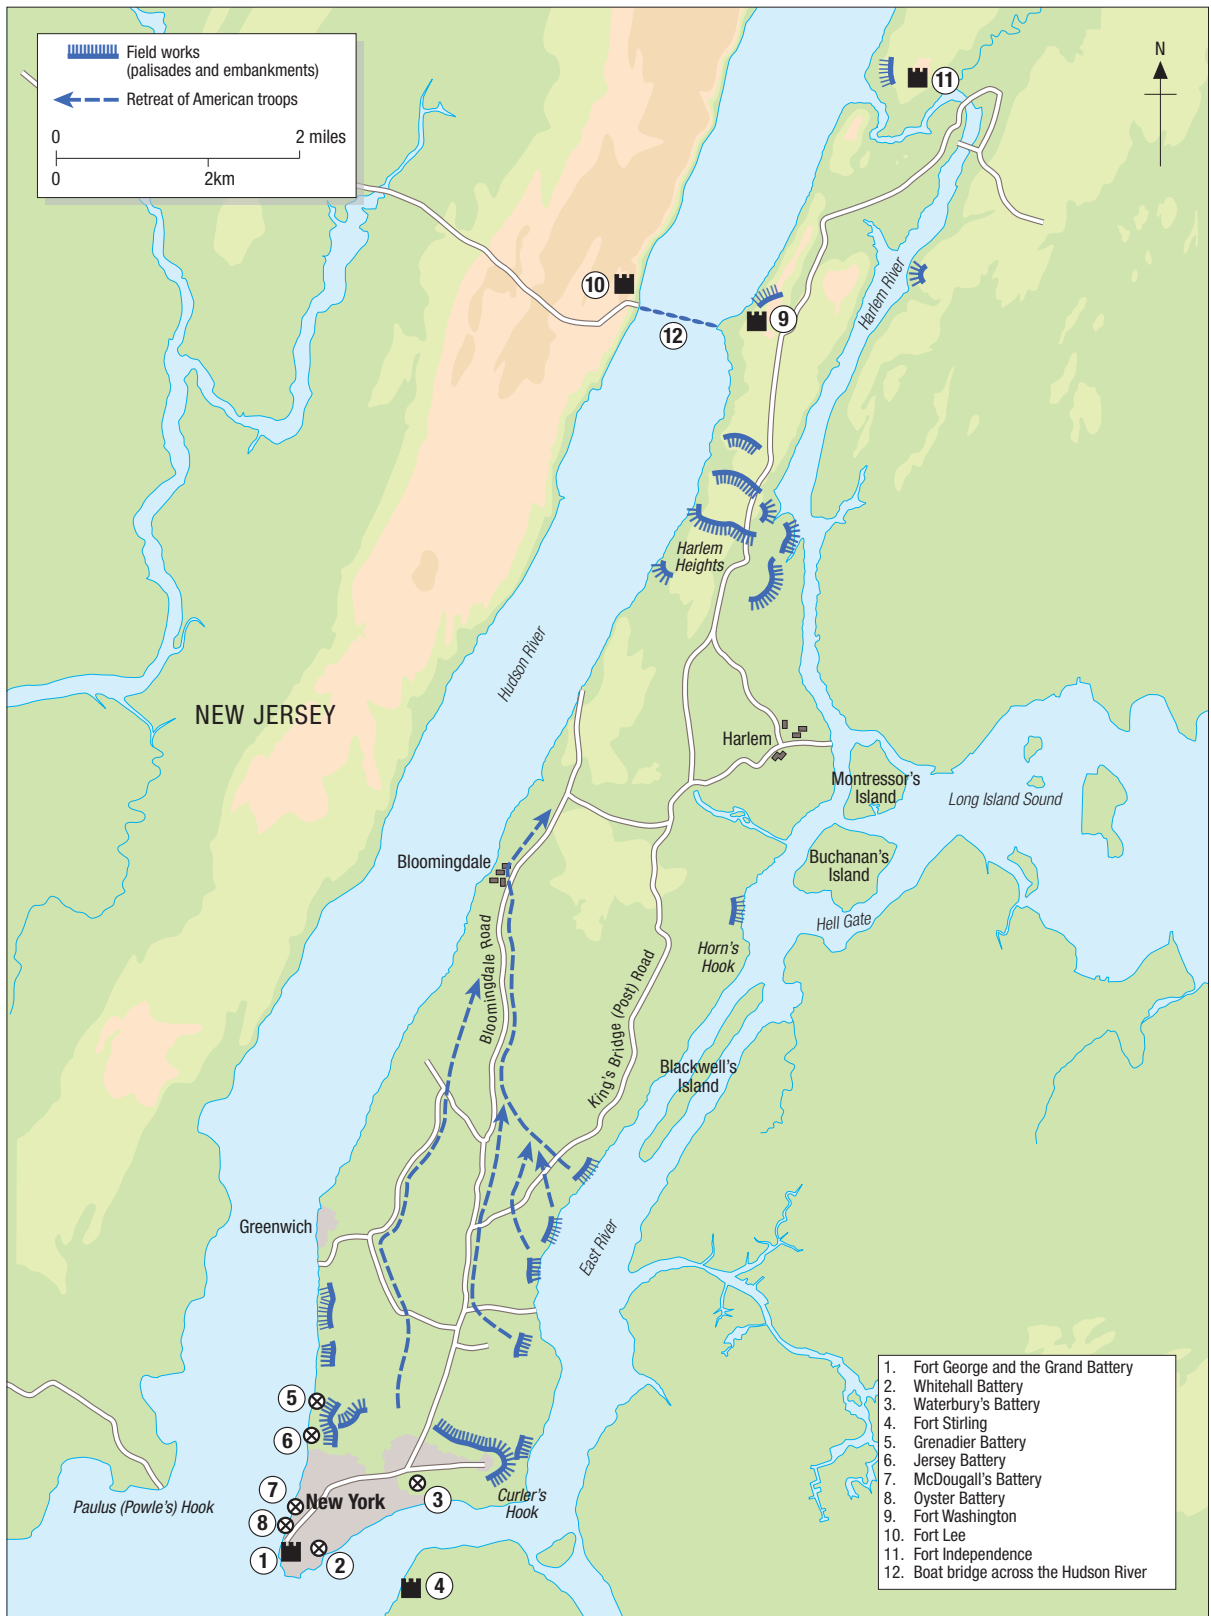 Field works
(palisades and embankments)
Retreat of American troops
0 2 miles
0 2km
N
11
10
9
12
Harlem River
Harlem
Heights
Hudson River
NEW JERSEY
Harlem
Montressor's
Island
Long Island Sound
Bloomingdale
Buchanan's
Island
Hell Gate
Horn's
Hook
Bloomingdale Road
King's Bridge (Post) Road
Blackwell's
Island
Greenwich
East River
5
6
7
8
1
2
3
4
New York
Curler's
Hook
Paulus (Powle's) Hook
1. Fort George and the Grand Battery
2. Whitehall Battery
3. Waterbury's Battery
4. Fort Stirling
5. Grenadier Battery
6. Jersey Battery
7. McDougall's Battery
8. Oyster Battery
9. Fort Washington
10. Fort Lee
11. Fort Independence
12. Boat bridge across the Hudson River